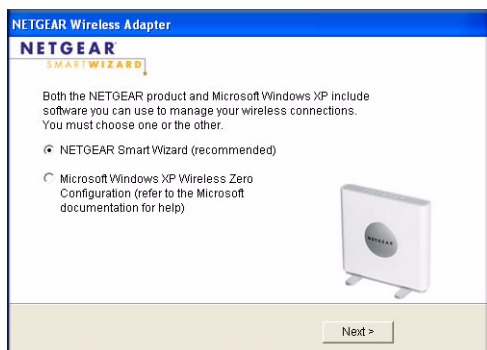 NETGEAR Wireless Adapter
NETGEAR
SMARTWIZARD
Both the NETGEAR product and Microsoft Windows XP include
software you can use to manage your wireless connections.
You must choose one or the other.
NETGEAR Smart Wizard (recommended)
Microsoft Windows XP Wireless Zero
Configuration (refer to the Microsoft
documentation for help)
NETGEAR
Next >